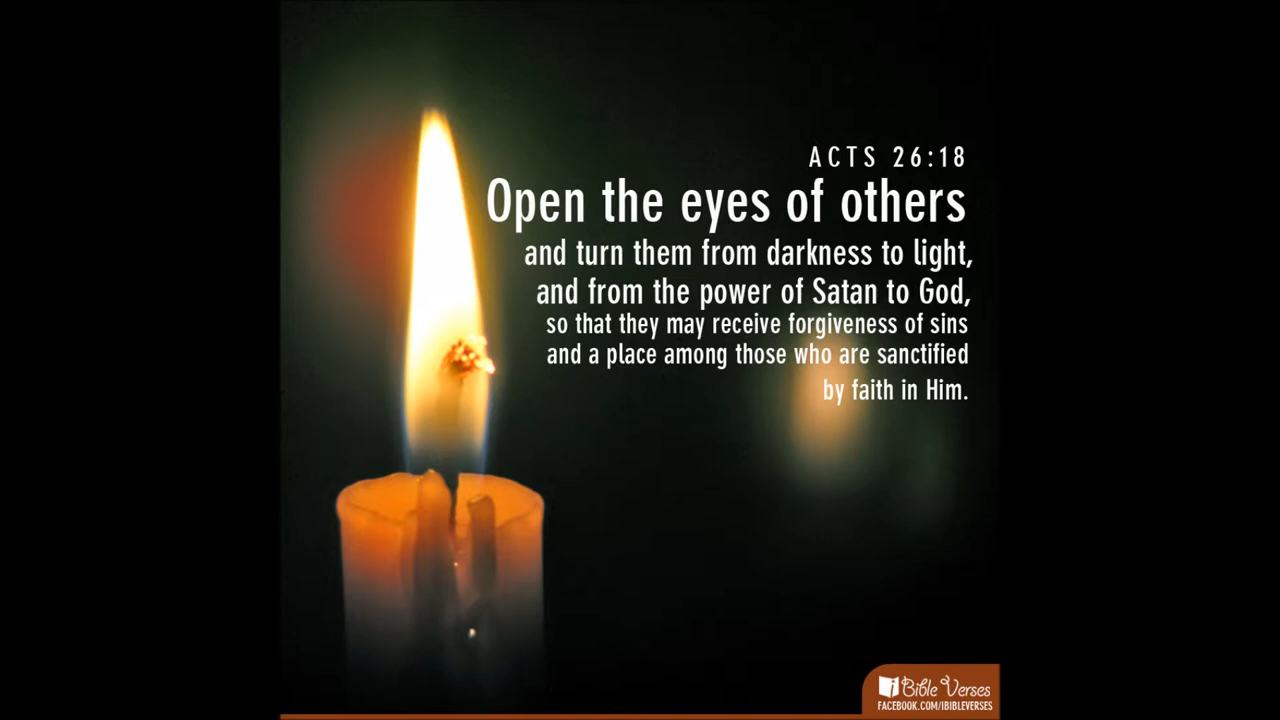 ACTS 26:18
Open the eyes of others
and turn them from darkness to light,
and from the power of Satan to God,
so that they may receive forgiveness of sins
and a place among those who are sanctified
by faith in Him.
iBible Verses
FACEBOOK.COM/IBIBLEVERSES